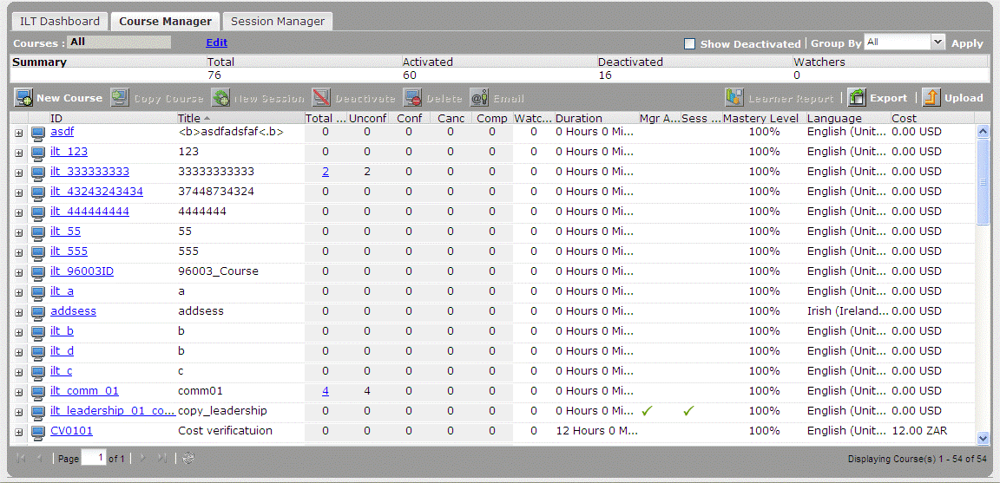 ILT Dashboard Course Manager Session Manager
Courses : All Edit Show Deactivated Group By All Apply
Summary Total Activated Deactivated Watchers
76 60 16 0
New Course Copy Course New Session Deactivate Delete Email Learner Report Export Upload
ID Title Total ... Unconf Conf Canc Comp Watc... Duration Mgr A... Sess ... Mastery Level Language Cost
asdf <b>asdfadsfaf<.b> 0 0 0 0 0 0 0 Hours 0 Mi... 100% English (Unit... 0.00 USD
ilt_123 123 0 0 0 0 0 0 0 Hours 0 Mi... 100% English (Unit... 0.00 USD
ilt_333333333 33333333333 2 2 0 0 0 0 0 Hours 0 Mi... 100% English (Unit... 0.00 USD
ilt_43243243434 37448734324 0 0 0 0 0 0 0 Hours 0 Mi... 100% English (Unit... 0.00 USD
ilt_444444444 4444444 0 0 0 0 0 0 0 Hours 0 Mi... 100% English (Unit... 0.00 USD
ilt_55 55 0 0 0 0 0 0 0 Hours 0 Mi... 100% English (Unit... 0.00 USD
ilt_555 555 0 0 0 0 0 0 0 Hours 0 Mi... 100% English (Unit... 0.00 USD
ilt_96003ID 96003_Course 0 0 0 0 0 0 0 Hours 0 Mi... 100% English (Unit... 0.00 USD
ilt_a a 0 0 0 0 0 0 0 Hours 0 Mi... 100% English (Unit... 0.00 USD
addsess addsess 0 0 0 0 0 0 0 Hours 0 Mi... 100% Irish (Ireland... 0.00 USD
ilt_b b 0 0 0 0 0 0 0 Hours 0 Mi... 100% English (Unit... 0.00 USD
ilt_d b 0 0 0 0 0 0 0 Hours 0 Mi... 100% English (Unit... 0.00 USD
ilt_c c 0 0 0 0 0 0 0 Hours 0 Mi... 100% English (Unit... 0.00 USD
ilt_comm_01 comm01 4 4 0 0 0 0 0 Hours 0 Mi... 100% English (Unit... 0.00 USD
ilt_leadership_01_co... copy_leadership 0 0 0 0 0 0 0 Hours 0 Mi... 100% English (Unit... 0.00 USD
CV0101 Cost verificatuion 0 0 0 0 0 0 12 Hours 0 M... 100% English (Unit... 12.00 ZAR
Page 1 of 1 Displaying Course(s) 1 - 54 of 54